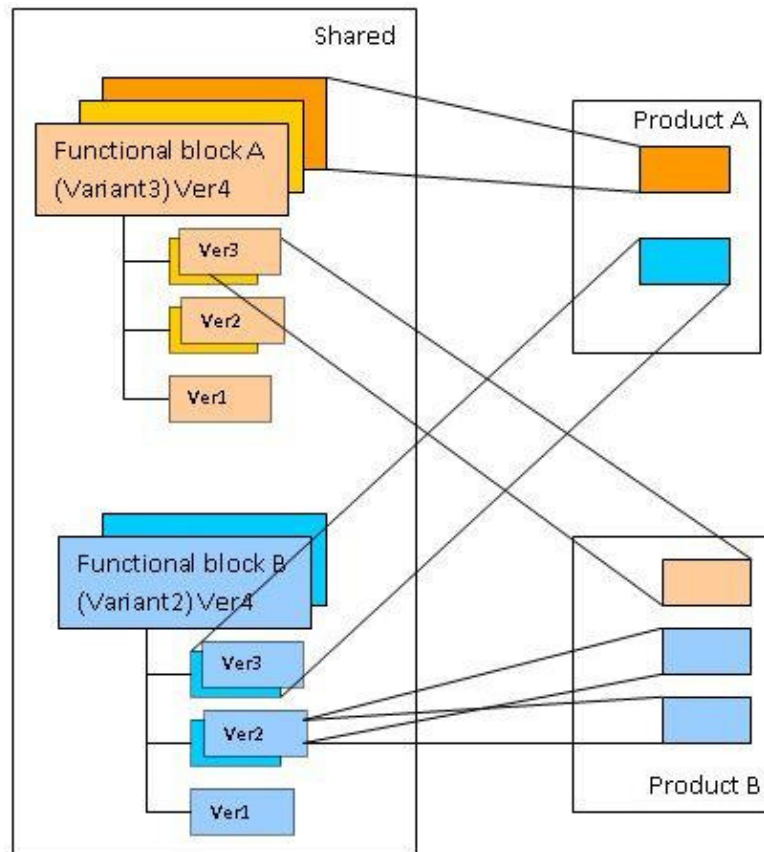 Shared
Functional block A
(Variant3) Ver4
Ver3
Ver2
Ver1
Functional block B
(Variant2) Ver4
Ver3
Ver2
Ver1
Product A
Product B